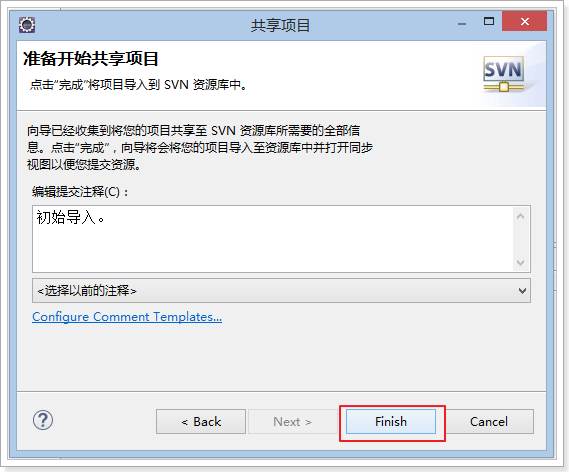 共享项目
准备开始共享项目
点击“完成”将项目导入到 SVN 资源库中。
SVN
向导已经收集到将您的项目共享至 SVN 资源库所需要的全部信
息。点击“完成”，向导将会将您的项目导入至资源库中并打开同步
视图以便您提交资源。
编辑提交注释(C)：
初始导入。
<选择以前的注释>
Configure Comment Templates...
?
< Back
Next >
Finish
Cancel